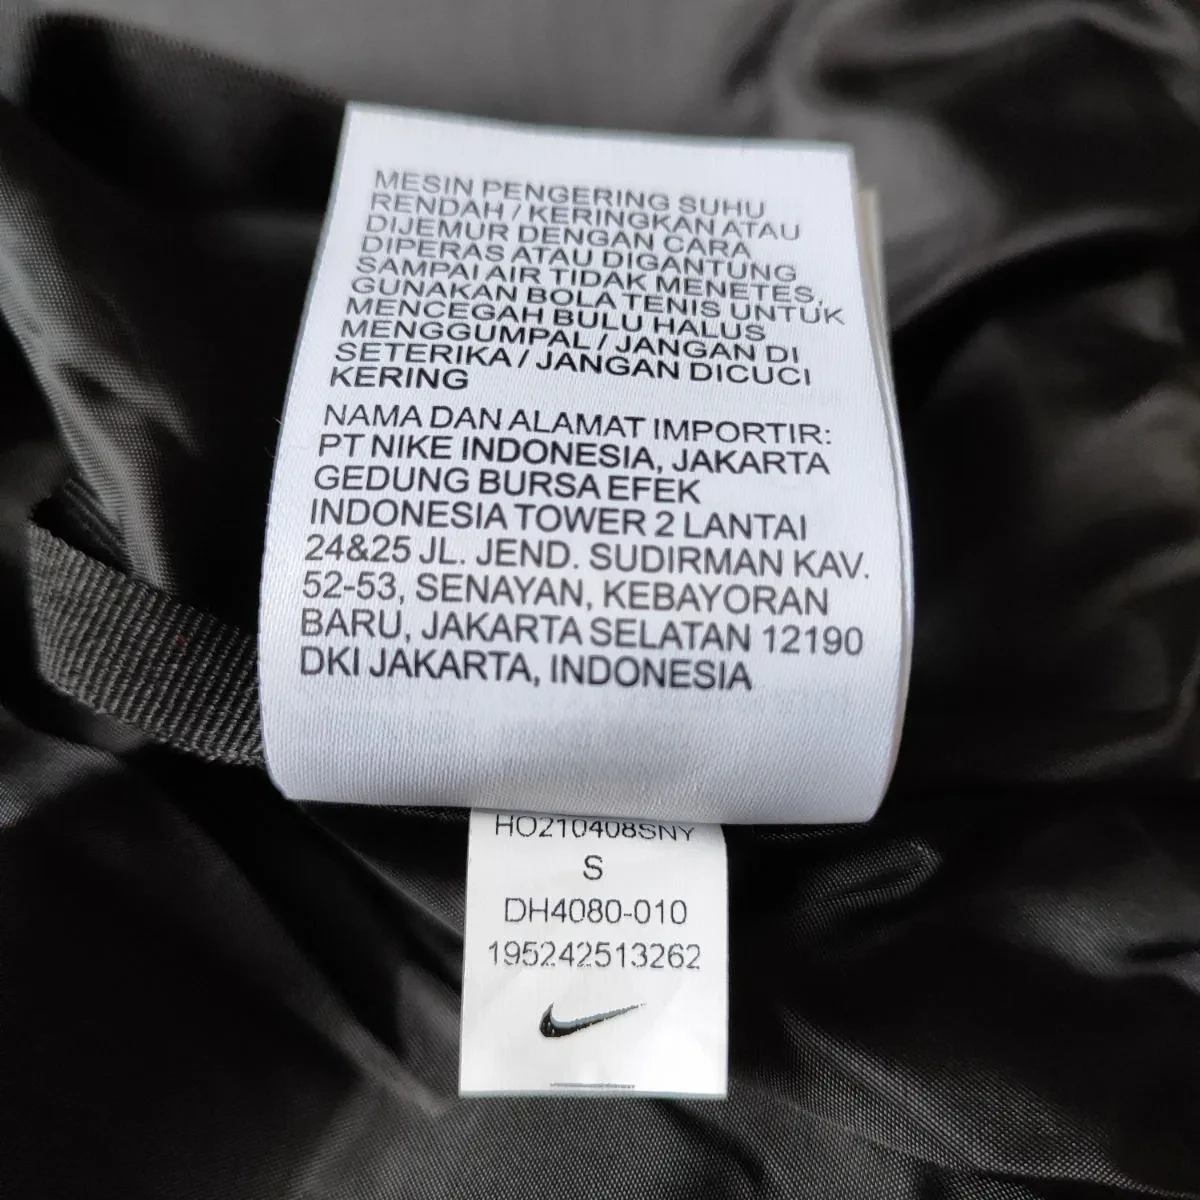 MESIN PENGERING SUHU
RENDAH / KERINGKAN ATAU
DIJEMUR DENGAN CARA
DIPERAS ATAU DIGANTUNG
SAMPAI AIR TIDAK MENETES,
GUNAKAN BOLA TENIS UNTUK
MENCEGAH BULU HALUS
MENGGUMPAL / JANGAN DI
SETERIKA / JANGAN DICUCI
KERING
NAMA DAN ALAMAT IMPORTIR:
PT NIKE INDONESIA, JAKARTA
GEDUNG BURSA EFEK
INDONESIA TOWER 2 LANTAI
24&25 JL. JEND. SUDIRMAN KAV.
52-53, SENAYAN, KEBAYORAN
BARU, JAKARTA SELATAN 12190
DKI JAKARTA, INDONESIA
HO210408SNY
S
DH4080-010
195242513262